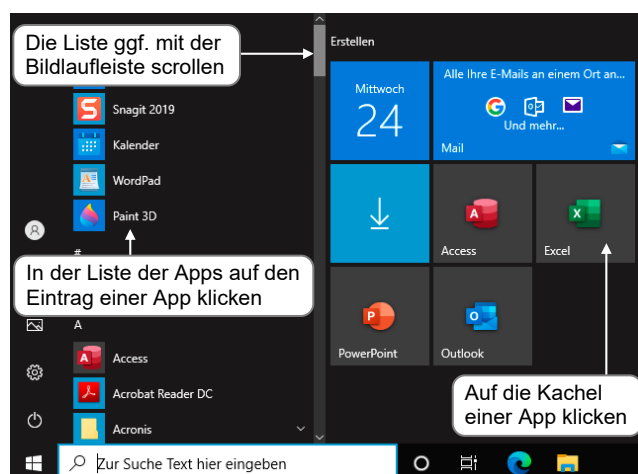 Die Liste ggf. mit der
Bildlaufleiste scrollen
Snagit 2019
Kalender
WordPad
Paint 3D
#
In der Liste der Apps auf den
Eintrag einer App klicken
A
Access
Acrobat Reader DC
Acronis
Erstellen
Mittwoch
24
Alle Ihre E-Mails an einem Ort an...
Und mehr...
Mail
Access
Excel
PowerPoint
Outlook
Auf die Kachel
einer App klicken
Zur Suche Text hier eingeben